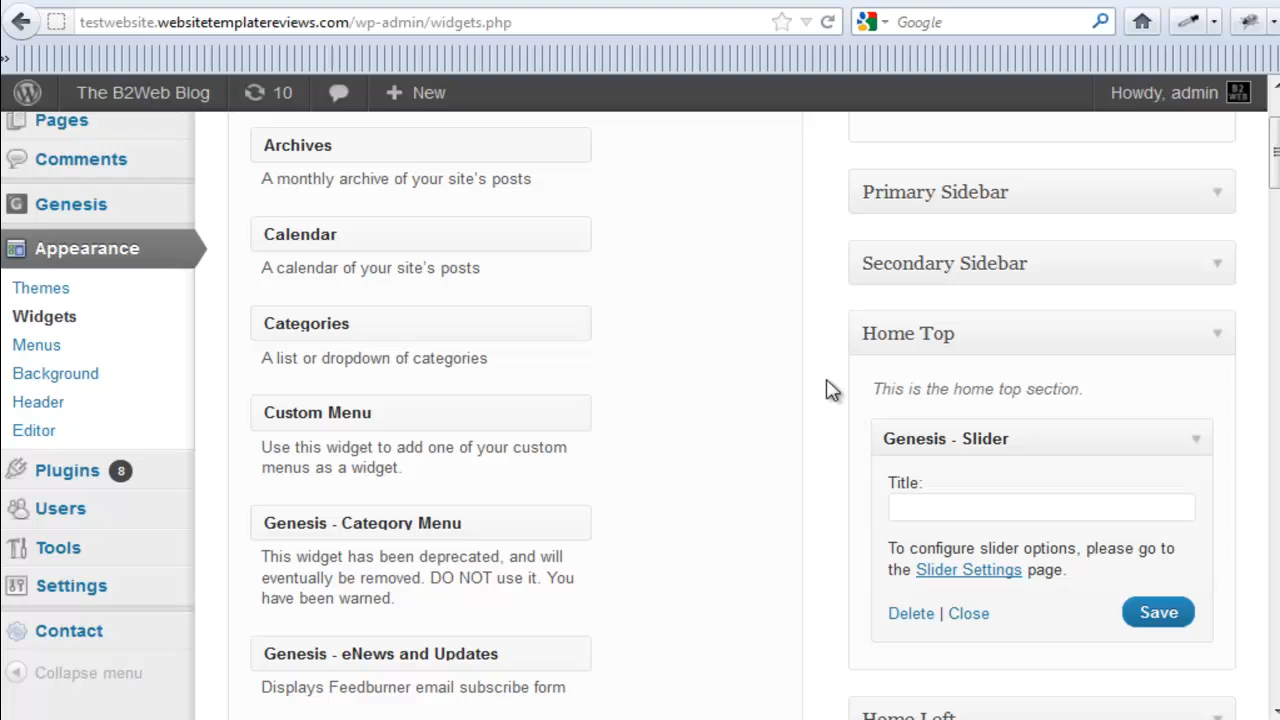 testwebsite.websitetemplatereviews.com/wp-admin/widgets.php
Google
The B2Web Blog
10
New
Howdy, admin
B2
WEB
Pages
Comments
Genesis
Appearance
Themes
Widgets
Menus
Background
Header
Editor
Plugins 8
Users
Tools
Settings
Contact
Collapse menu
Archives
A monthly archive of your site's posts
Calendar
A calendar of your site's posts
Categories
A list or dropdown of categories
Custom Menu
Use this widget to add one of your custom
menus as a widget.
Genesis - Category Menu
This widget has been deprecated, and will
eventually be removed. DO NOT use it. You
have been warned.
Genesis - eNews and Updates
Displays Feedburner email subscribe form
Primary Sidebar
Secondary Sidebar
Home Top
This is the home top section.
Genesis - Slider
Title:
To configure slider options, please go to
the Slider Settings page.
Delete | Close
Save
Home Left